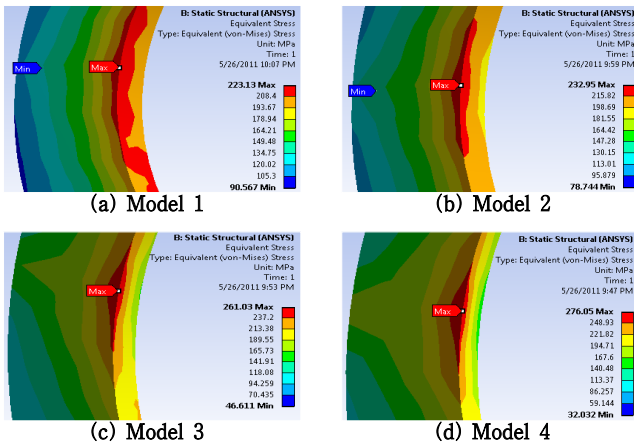 B: Static Structural (ANSYS)
Equivalent Stress
Type: Equivalent (von-Mises) Stress
Unit: MPa
Time: 1
5/26/2011 10:07 PM
Min
Max
223.13 Max
208.4
193.67
178.94
164.21
149.48
134.75
120.02
105.3
90.567 Min
(a) Model 1
B: Static Structural (ANSYS)
Equivalent Stress
Type: Equivalent (von-Mises) Stress
Unit: MPa
Time: 1
5/26/2011 9:59 PM
Min
Max
232.95 Max
215.82
198.69
181.55
164.42
147.28
130.15
113.01
95.879
78.744 Min
(b) Model 2
B: Static Structural (ANSYS)
Equivalent Stress
Type: Equivalent (von-Mises) Stress
Unit: MPa
Time: 1
5/26/2011 9:53 PM
Max
261.03 Max
237.2
213.38
189.55
165.73
141.91
118.08
94.259
70.435
46.611 Min
(c) Model 3
B: Static Structural (ANSYS)
Equivalent Stress
Type: Equivalent (von-Mises) Stress
Unit: MPa
Time: 1
5/26/2011 9:47 PM
Max
276.05 Max
248.93
221.82
194.71
167.6
140.48
113.37
86.257
59.144
32.032 Min
(d) Model 4